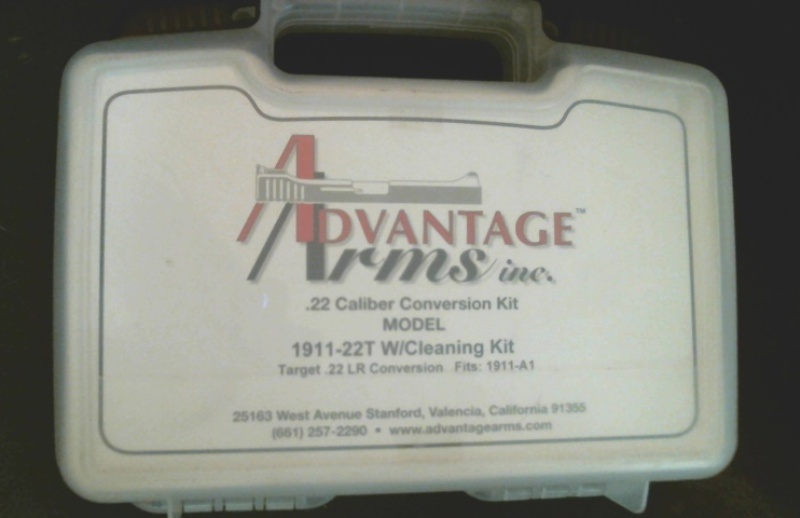 ADVANTAGE™
Arms inc.
.22 Caliber Conversion Kit
MODEL
1911-22T W/Cleaning Kit
Target .22 LR Conversion Fits: 1911-A1
25163 West Avenue Stanford, Valencia, California 91355
(661) 257-2290 • www.advantagearms.com